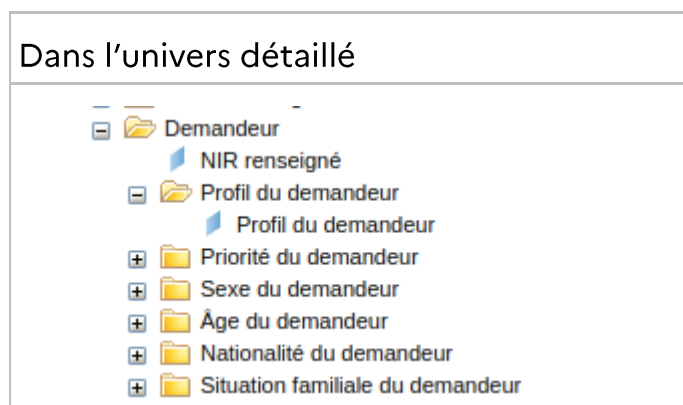 Dans l’univers détaillé
Demandeur
NIR renseigné
Profil du demandeur
Profil du demandeur
Priorité du demandeur
Sexe du demandeur
Âge du demandeur
Nationalité du demandeur
Situation familiale du demandeur